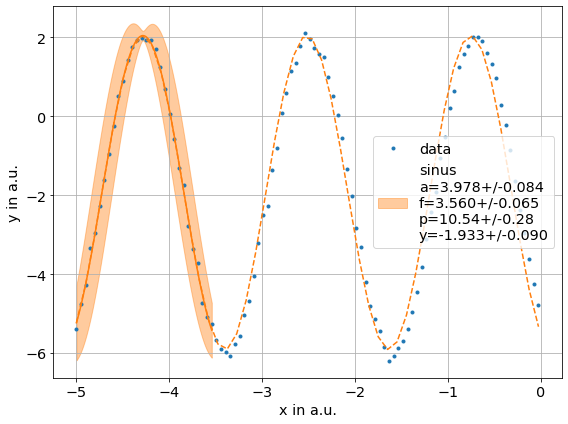 2
0
−2
−4
−6
y in a.u.
data
sinus
a=3.978+/-0.084
f=3.560+/-0.065
p=10.54+/-0.28
y=-1.933+/-0.090
−5 −4 −3 −2 −1 0
x in a.u.